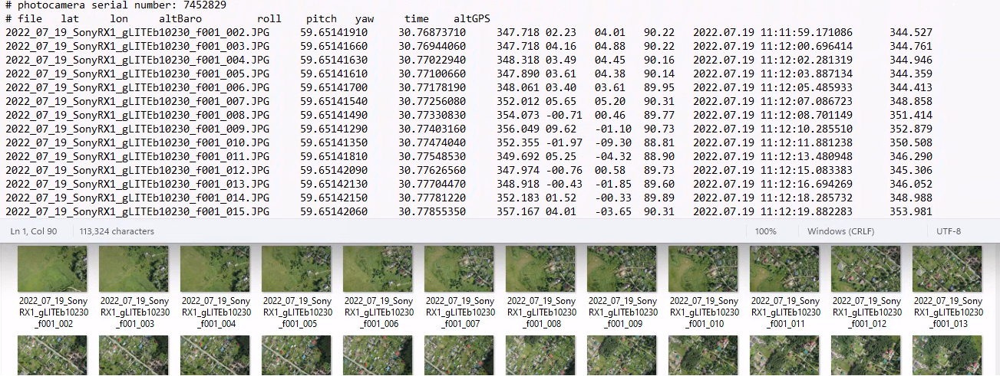 # photocamera serial number: 7452829
# file lat lon altBaro roll pitch yaw time altGPS
2022_07_19_SonyRX1_gLITEb10230_f001_002.JPG 59.65141910 30.76873710 347.718 02.23 04.01 90.22 2022.07.19 11:11:59.171086 344.527
2022_07_19_SonyRX1_gLITEb10230_f001_003.JPG 59.65141660 30.76944060 347.718 04.16 04.88 90.22 2022.07.19 11:12:00.696414 344.761
2022_07_19_SonyRX1_gLITEb10230_f001_004.JPG 59.65141630 30.77022940 348.318 03.49 04.45 90.16 2022.07.19 11:12:02.281319 344.946
2022_07_19_SonyRX1_gLITEb10230_f001_005.JPG 59.65141610 30.77100660 347.890 03.61 04.38 90.14 2022.07.19 11:12:03.887134 344.359
2022_07_19_SonyRX1_gLITEb10230_f001_006.JPG 59.65141700 30.77178190 348.061 03.40 03.61 89.95 2022.07.19 11:12:05.485933 344.413
2022_07_19_SonyRX1_gLITEb10230_f001_007.JPG 59.65141540 30.77256080 352.012 05.65 05.20 90.31 2022.07.19 11:12:07.086723 348.858
2022_07_19_SonyRX1_gLITEb10230_f001_008.JPG 59.65141490 30.77330830 354.073 -00.71 00.46 89.77 2022.07.19 11:12:08.701149 351.414
2022_07_19_SonyRX1_gLITEb10230_f001_009.JPG 59.65141290 30.77403160 356.049 09.62 -01.10 90.73 2022.07.19 11:12:10.285510 352.879
2022_07_19_SonyRX1_gLITEb10230_f001_010.JPG 59.65141350 30.77474040 352.355 -01.97 -09.30 88.81 2022.07.19 11:12:11.881238 350.508
2022_07_19_SonyRX1_gLITEb10230_f001_011.JPG 59.65141810 30.77548530 349.692 05.25 -04.32 88.90 2022.07.19 11:12:13.480948 346.290
2022_07_19_SonyRX1_gLITEb10230_f001_012.JPG 59.65142090 30.77626560 347.974 -00.76 00.58 89.73 2022.07.19 11:12:15.083383 345.306
2022_07_19_SonyRX1_gLITEb10230_f001_013.JPG 59.65142130 30.77704470 348.918 -00.43 -01.85 89.60 2022.07.19 11:12:16.694269 346.052
2022_07_19_SonyRX1_gLITEb10230_f001_014.JPG 59.65142150 30.77781220 352.183 01.52 -00.33 89.89 2022.07.19 11:12:18.285732 348.988
2022_07_19_SonyRX1_gLITEb10230_f001_015.JPG 59.65142060 30.77855350 357.167 04.01 -03.65 90.31 2022.07.19 11:12:19.882283 353.981
Ln 1, Col 90 113,324 characters 100% Windows (CRLF) UTF-8
2022_07_19_Sony
RX1_gLITEb10230
_f001_002
2022_07_19_Sony
RX1_gLITEb10230
_f001_003
2022_07_19_Sony
RX1_gLITEb10230
_f001_004
2022_07_19_Sony
RX1_gLITEb10230
_f001_005
2022_07_19_Sony
RX1_gLITEb10230
_f001_006
2022_07_19_Sony
RX1_gLITEb10230
_f001_007
2022_07_19_Sony
RX1_gLITEb10230
_f001_008
2022_07_19_Sony
RX1_gLITEb10230
_f001_009
2022_07_19_Sony
RX1_gLITEb10230
_f001_010
2022_07_19_Sony
RX1_gLITEb10230
_f001_011
2022_07_19_Sony
RX1_gLITEb10230
_f001_012
2022_07_19_Sony
RX1_gLITEb10230
_f001_013